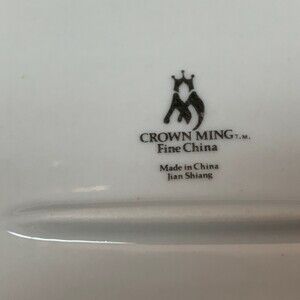 CROWN MING T.M.
Fine China
Made in China
Jian Shiang